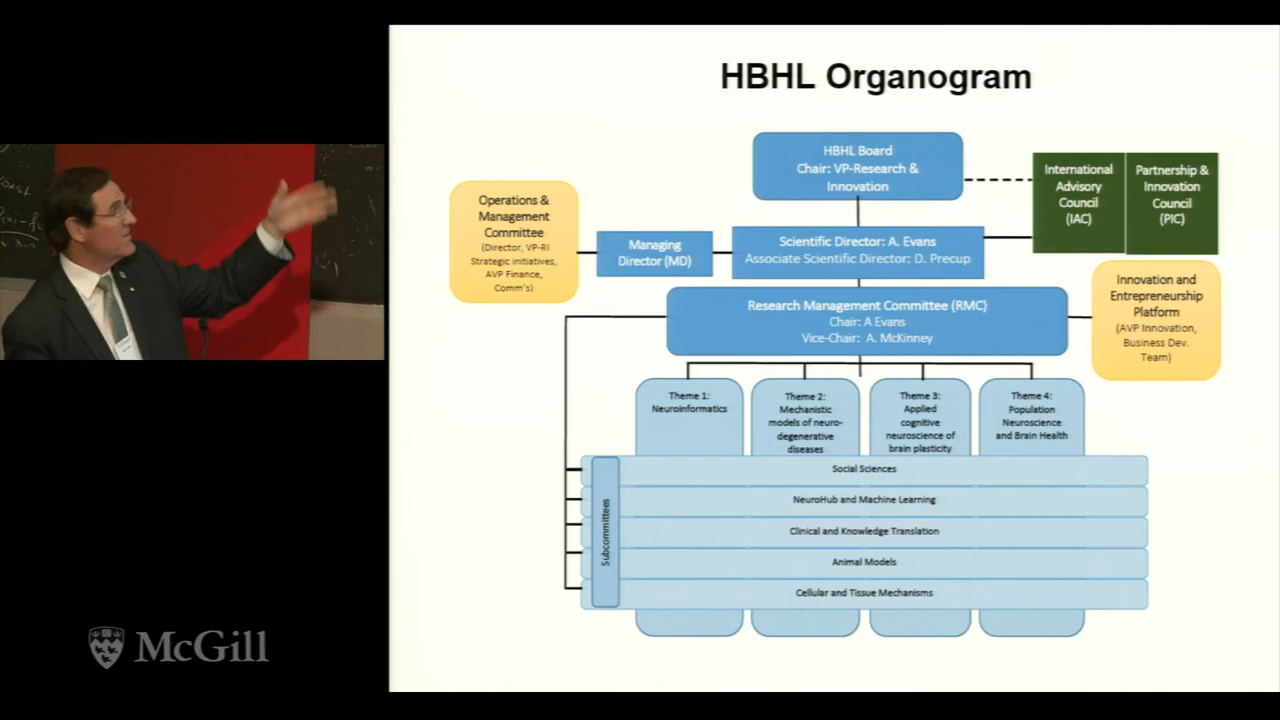 HBHL Organogram
HBHL Board
Chair: VP-Research &
Innovation
International
Advisory
Council
(IAC)
Partnership &
Innovation
Council
(PIC)
Operations &
Management
Committee
(Director, VP-RI
Strategic initiatives,
AVP Finance,
Comm's)
Managing
Director (MD)
Scientific Director: A. Evans
Associate Scientific Director: D. Precup
Innovation and
Entrepreneurship
Platform
(AVP Innovation,
Business Dev.
Team)
Research Management Committee (RMC)
Chair: A Evans
Vice-Chair: A. McKinney
Theme 1:
Neuroinformatics
Theme 2:
Mechanistic
models of neuro-
degenerative
diseases
Theme 3:
Applied
cognitive
neuroscience of
brain plasticity
Theme 4:
Population
Neuroscience
and Brain Health
Subcommittees
Social Sciences
NeuroHub and Machine Learning
Clinical and Knowledge Translation
Animal Models
Cellular and Tissue Mechanisms
McGill